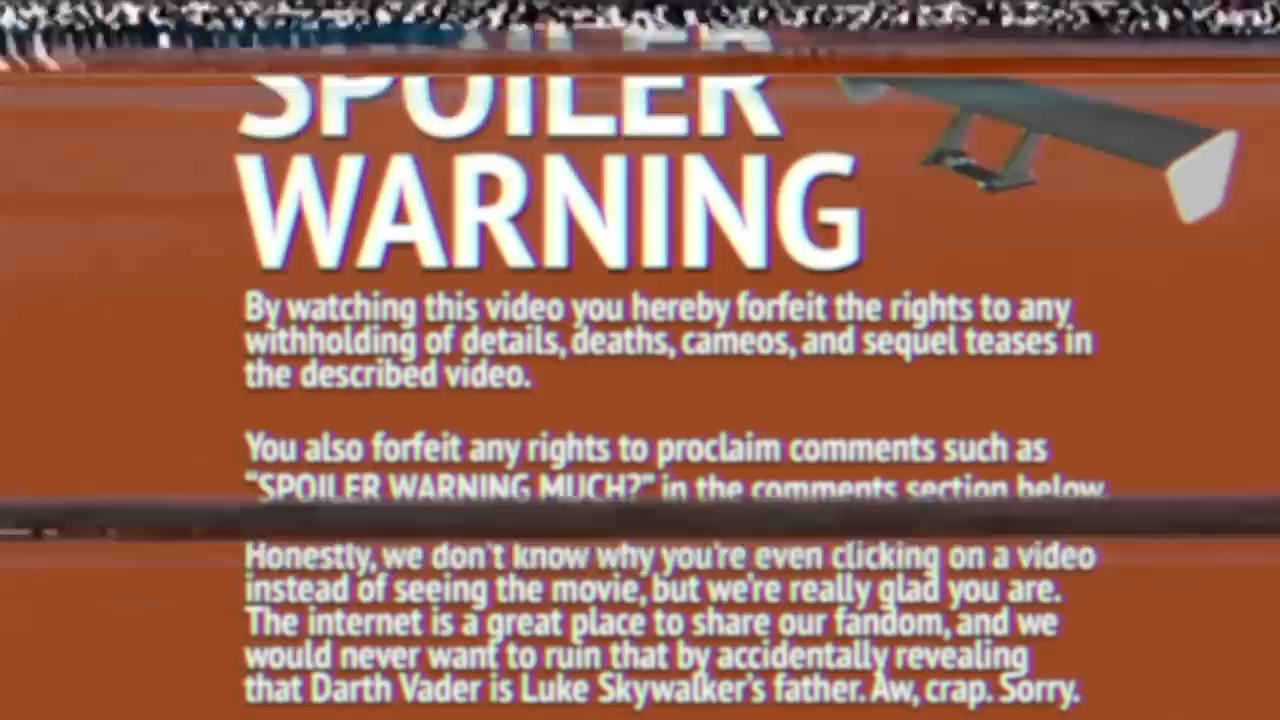 SPOILER
WARNING
By watching this video you hereby forfeit the rights to any
withholding of details, deaths, cameos, and sequel teases in
the described video.
You also forfeit any rights to proclaim comments such as
"SPOILER WARNING MUCH?" in the comments section below.
Honestly, we don't know why you're even clicking on a video
instead of seeing the movie, but we're really glad you are.
The internet is a great place to share our fandom, and we
would never want to ruin that by accidentally revealing
that Darth Vader is Luke Skywalker's father. Aw, crap. Sorry.